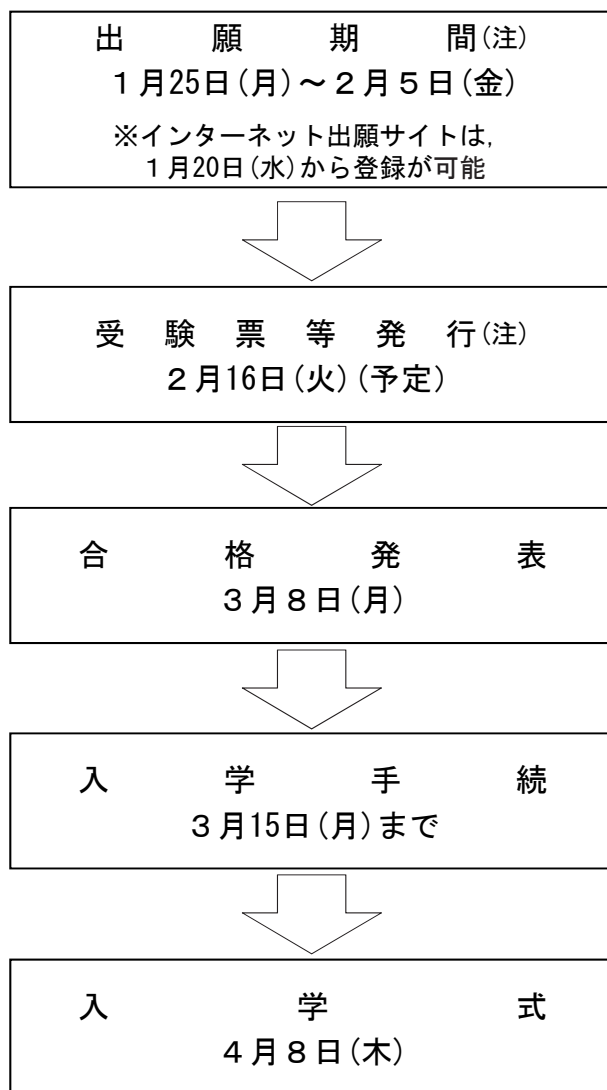 出願期間(注)
1月25日(月)～2月5日(金)
※インターネット出願サイトは,
1月20日(水)から登録が可能
受験票等発行(注)
2月16日(火)(予定)
合格発表
3月8日(月)
入学手続
3月15日(月)まで
入学式
4月8日(木)